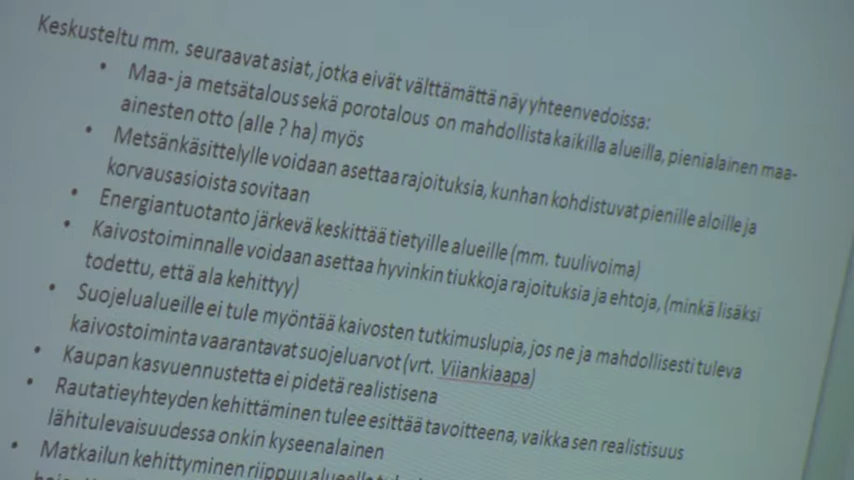 Keskusteltu mm. seuraavat asiat, jotka eivät välttämättä näy yhteenvedoissa:
• Maa- ja metsätalous sekä porotalous on mahdollista kaikilla alueilla, pienialainen maa-
ainesten otto (alle ? ha) myös
• Metsänkäsittelylle voidaan asettaa rajoituksia, kunhan kohdistuvat pienille aloille ja
korvausasioista sovitaan
• Energiantuotanto järkevä keskittää tietyille alueille (mm. tuulivoima)
• Kaivostoiminnalle voidaan asettaa hyvinkin tiukkoja rajoituksia ja ehtoja, (minkä lisäksi
todettu, että ala kehittyy)
• Suojelualueille ei tule myöntää kaivosten tutkimuslupia, jos ne ja mahdollisesti tuleva
kaivostoiminta vaarantavat suojeluarvot (vrt. Viiankiaapa)
• Kaupan kasvuennustetta ei pidetä realistisena
• Rautatieyhteyden kehittäminen tulee esittää tavoitteena, vaikka sen realistisuus
lähitulevaisuudessa onkin kyseenalainen
• Matkailun kehittyminen riippuu alueelle